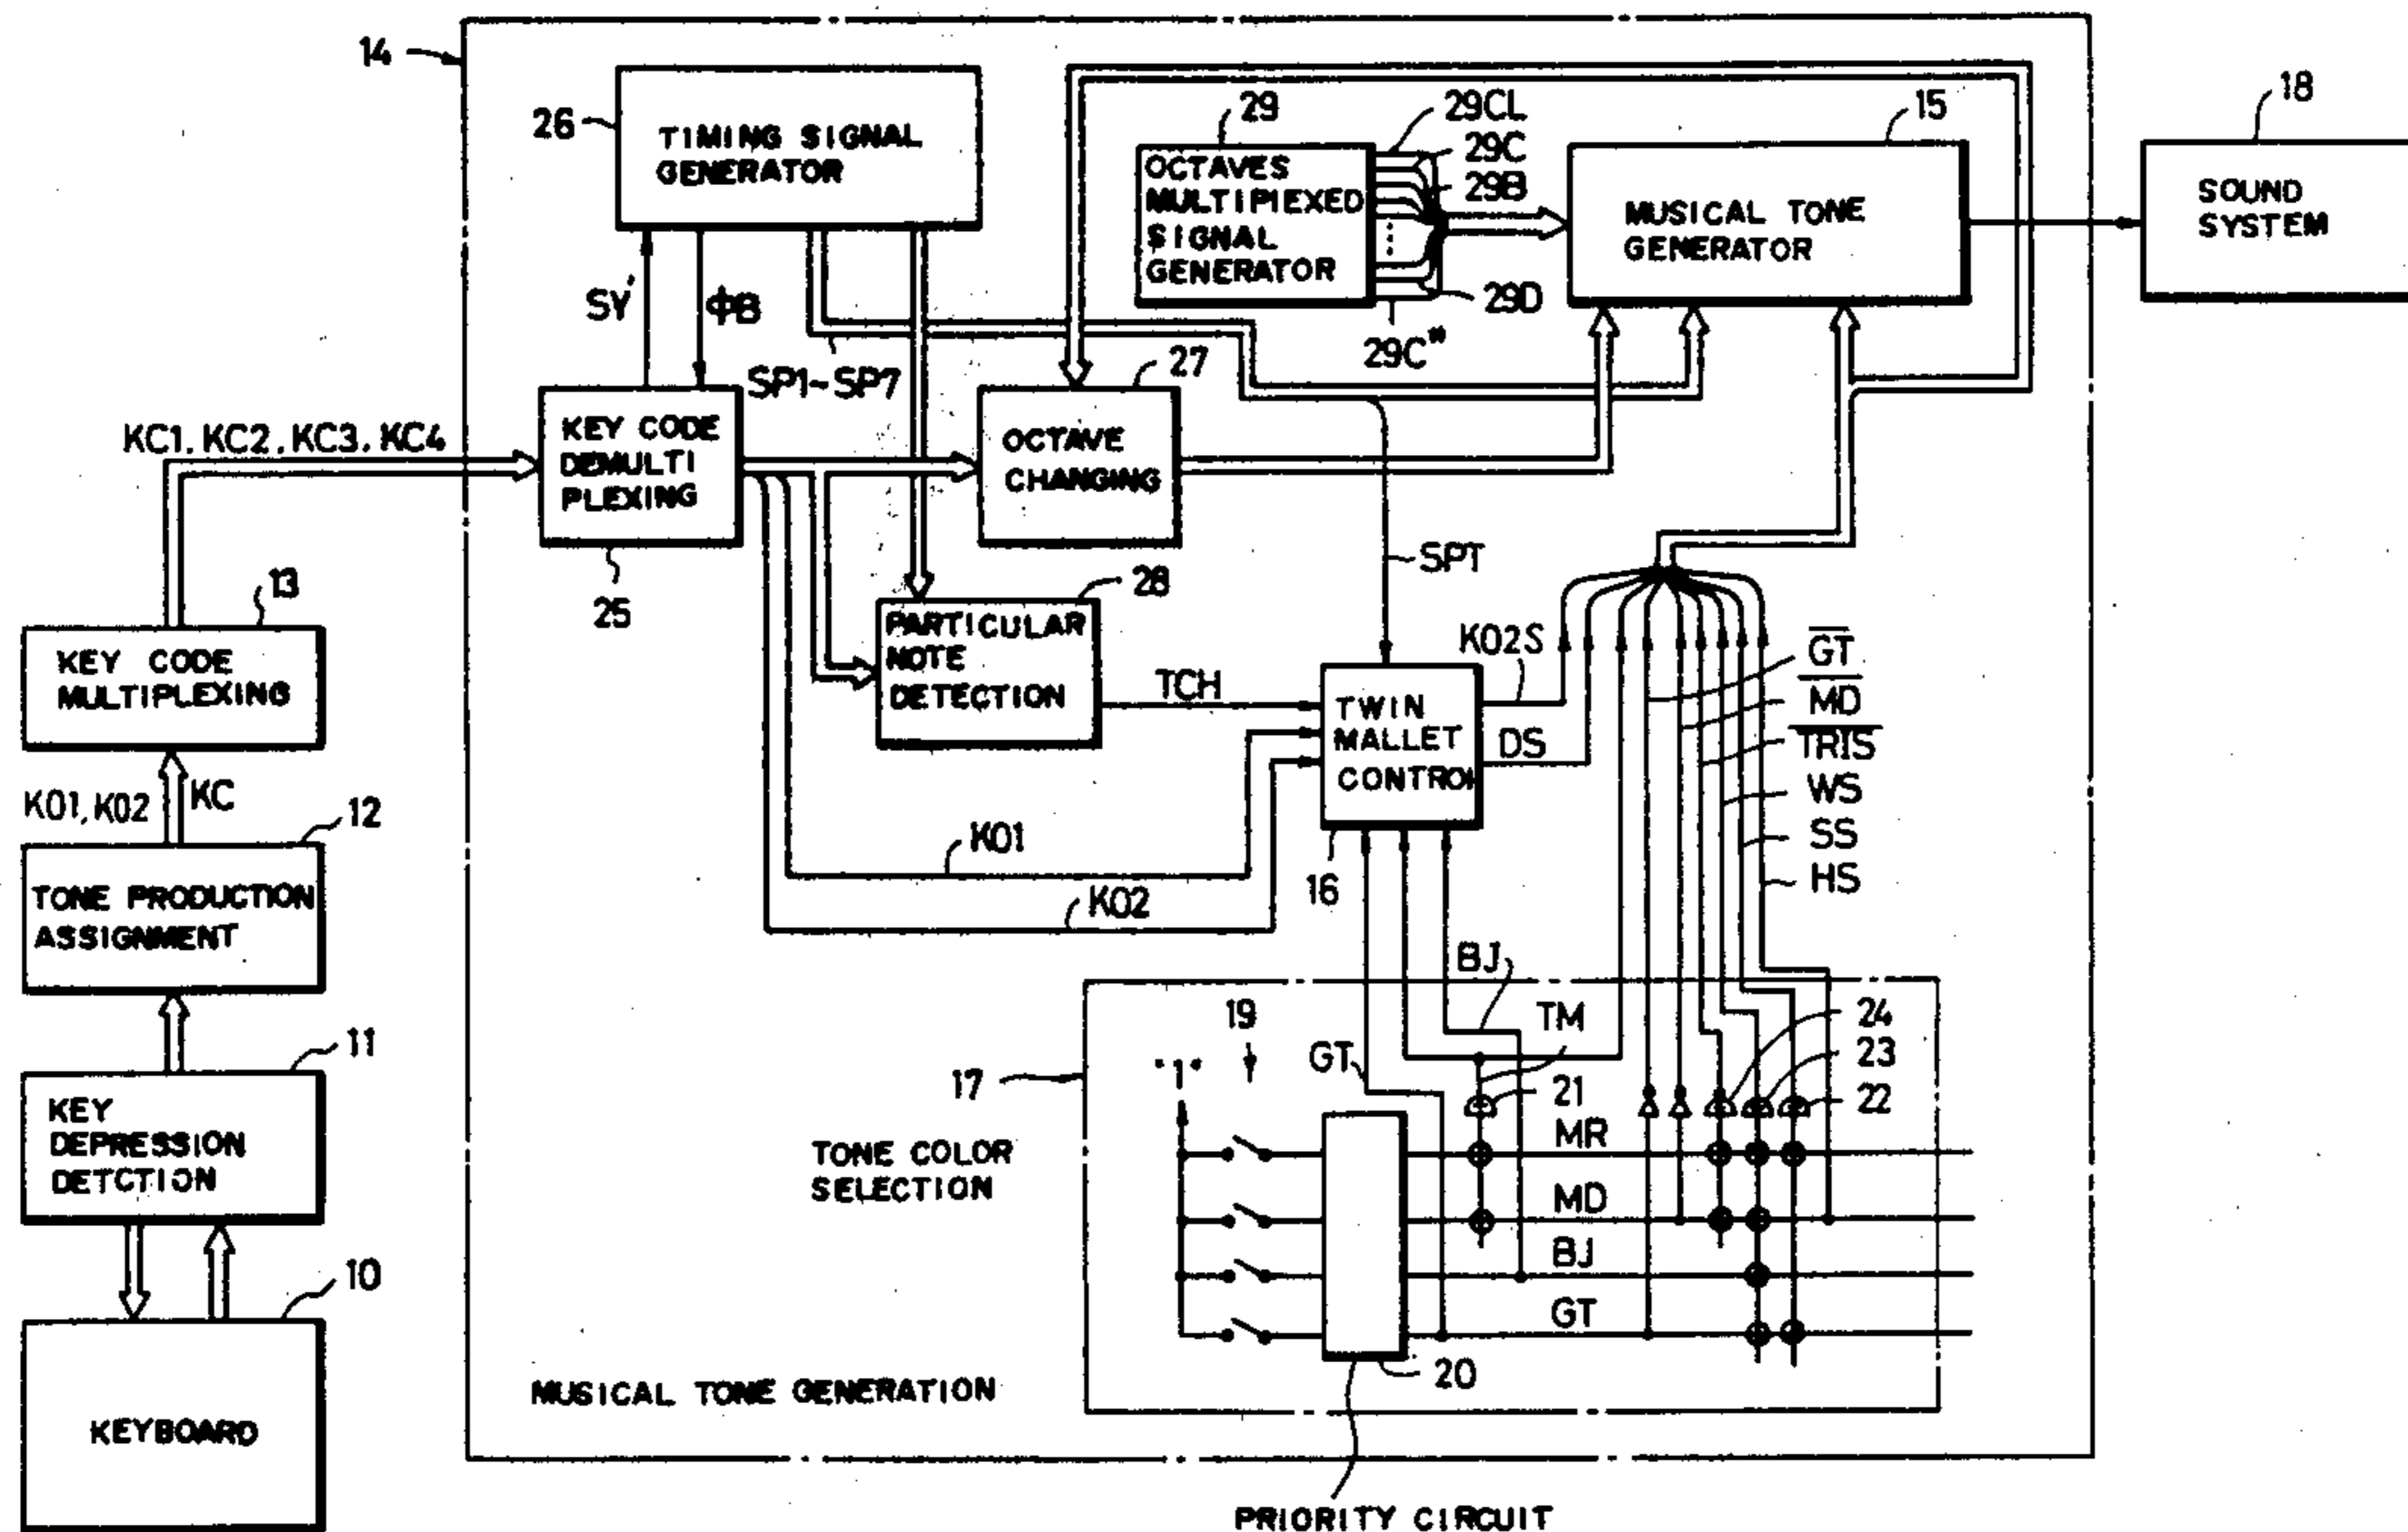 14
26
TIMING SIGNAL
GENERATOR
29
OCTAVES
MULTIPIEXED
SIGNAL
GENERATOR
29CL
29C
29B
29D
29C"
15
MUSICAL TONE
GENERATOR
18
SOUND
SYSTEM
SY'
ΦB
SP1~SP7
KC1, KC2, KC3, KC4
KEY CODE
DEMULTI
PLEXING
25
27
OCTAVE
CHANGING
SPT
28
PARTICULAR
NOTE
DETECTION
TCH
TWIN
MALLET
CONTROL
16
K02S
DS
G̅T̅
M̅D̅
T̅R̅I̅S̅
WS
SS
HS
K01
K02
13
KEY CODE
MULTIPLEXING
K01, K02
KC
12
TONE PRODUCTION
ASSIGNMENT
11
KEY
DEPRESSION
DETCTION
10
KEYBOARD
BJ
TM
GT
17
19
"1"
21
24
23
22
TONE COLOR
SELECTION
MR
MD
BJ
GT
20
MUSICAL TONE GENERATION
PRIORITY CIRCUIT